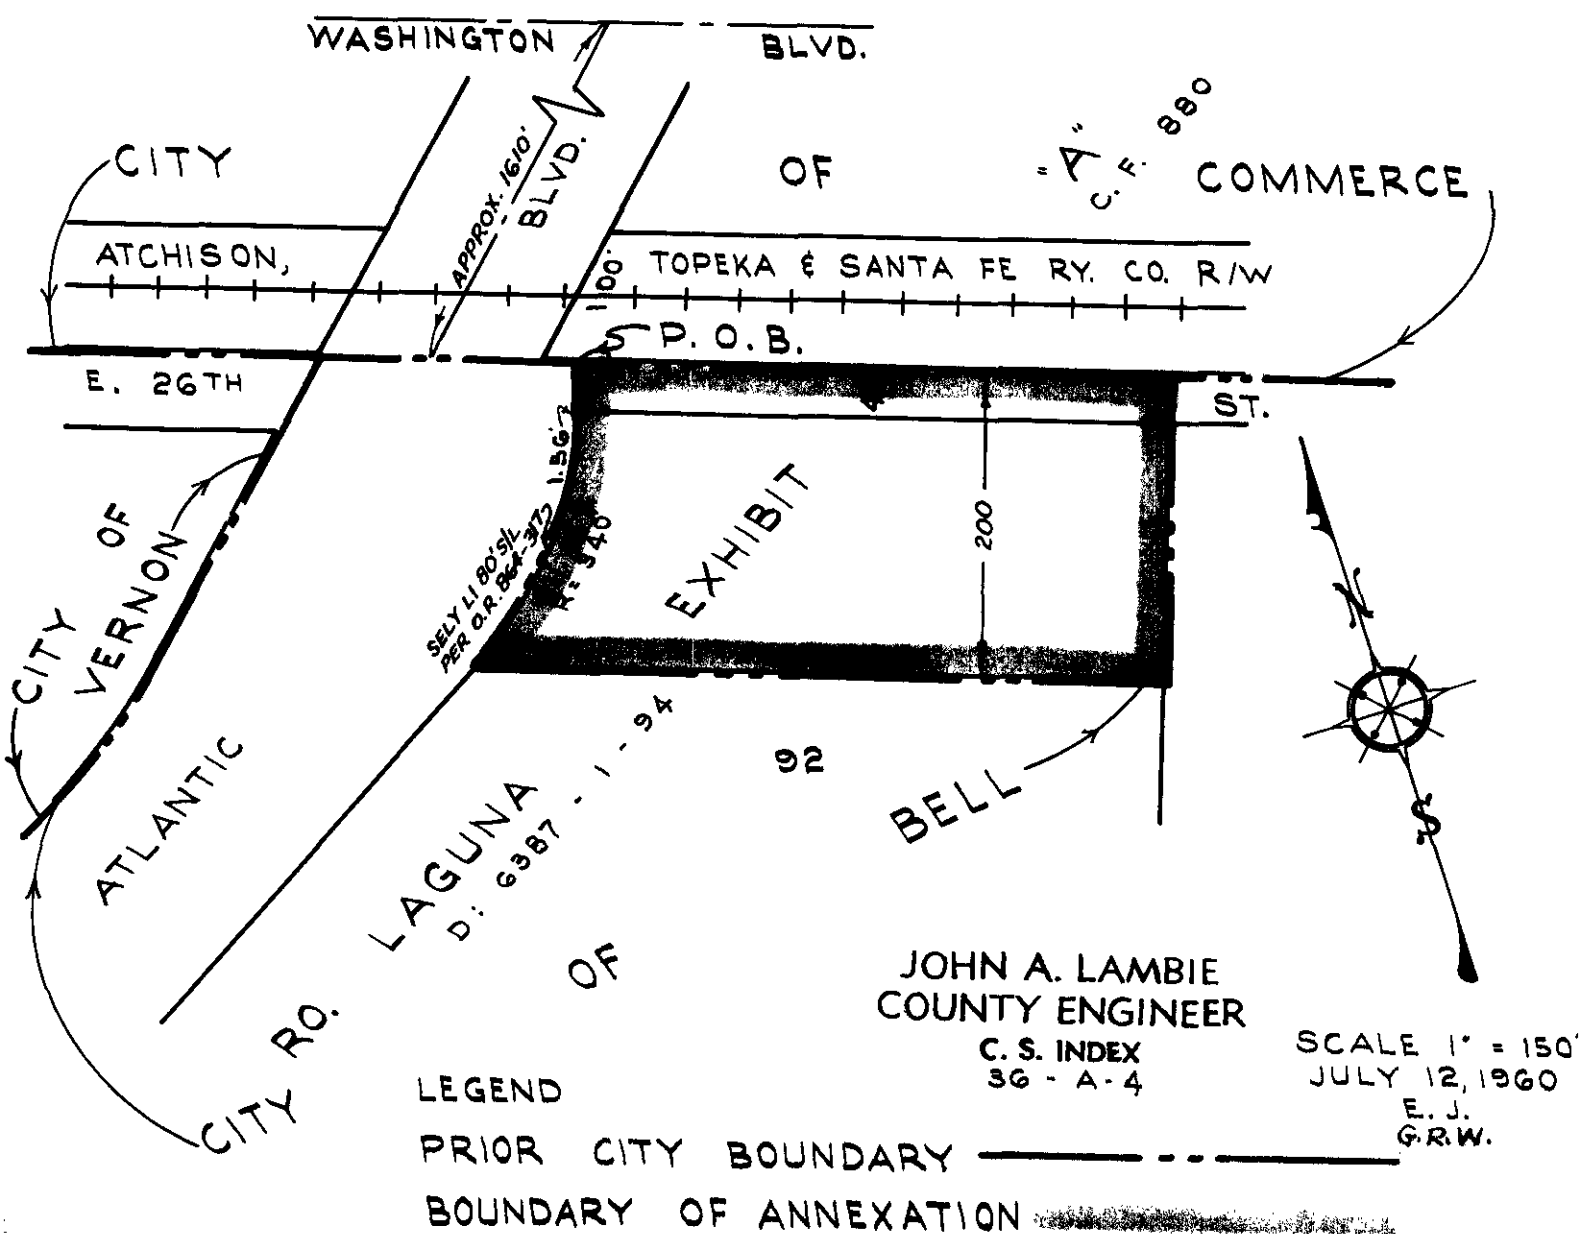 WASHINGTON BLVD.
CITY OF COMMERCE
"A"
C. F. 880
APPROX. 1610'
BLVD.
ATCHISON, TOPEKA & SANTA FE RY. CO. R/W
100'
P. O. B.
E. 26TH ST.
1.56'
SELY LI 80' S/L
PER O.R.
R = 340
EXHIBIT
200
CITY OF VERNON
N
S
ATLANTIC
LAGUNA
D: 6387 - 1 - 94
92
BELL
CITY OF
RO.
JOHN A. LAMBIE
COUNTY ENGINEER
C. S. INDEX
36 - A - 4
SCALE 1" = 150'
JULY 12, 1960
E. J.
G.R.W.
LEGEND
PRIOR CITY BOUNDARY
BOUNDARY OF ANNEXATION